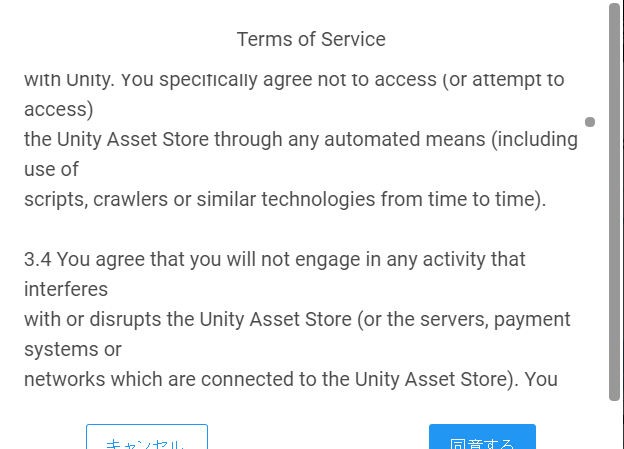 Terms of Service
with Unity. You specifically agree not to access (or attempt to
access)
the Unity Asset Store through any automated means (including
use of
scripts, crawlers or similar technologies from time to time).
3.4 You agree that you will not engage in any activity that
interferes
with or disrupts the Unity Asset Store (or the servers, payment
systems or
networks which are connected to the Unity Asset Store). You
キャンセル
同意する